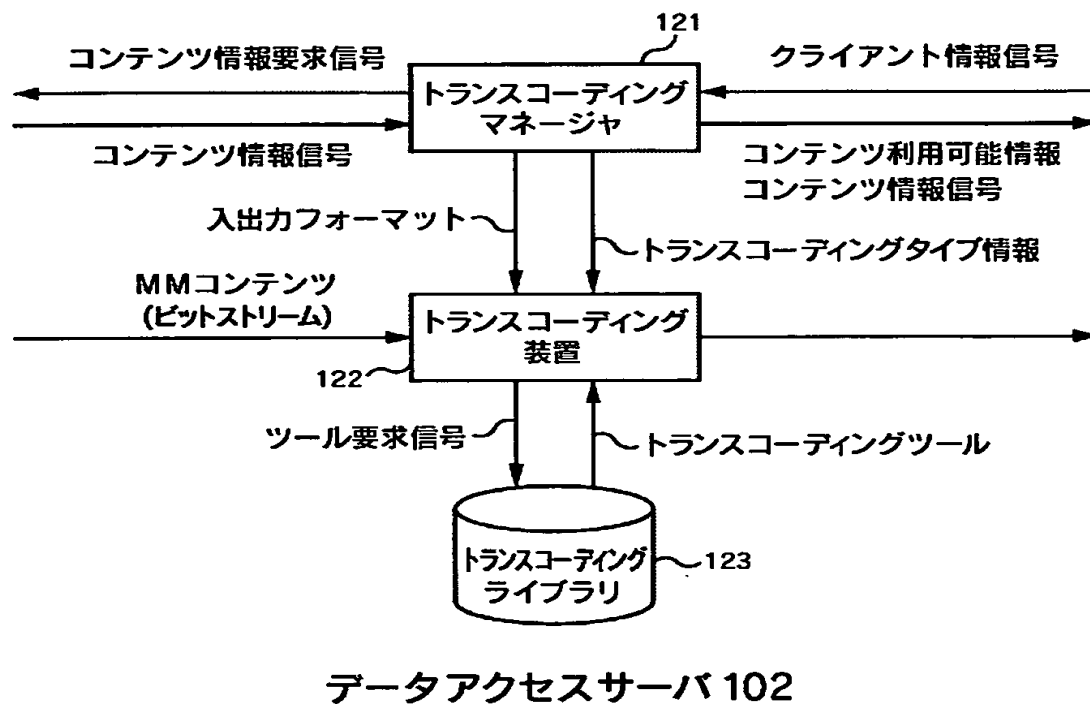 121
コンテンツ情報要求信号
クライアント情報信号
トランスコーディング
マネージャ
コンテンツ情報信号
コンテンツ利用可能情報
コンテンツ情報信号
入出力フォーマット
トランスコーディングタイプ情報
MMコンテンツ
(ビットストリーム)
トランスコーディング
装置
122
ツール要求信号
トランスコーディングツール
トランスコーディング
ライブラリ
123
データアクセスサーバ 102